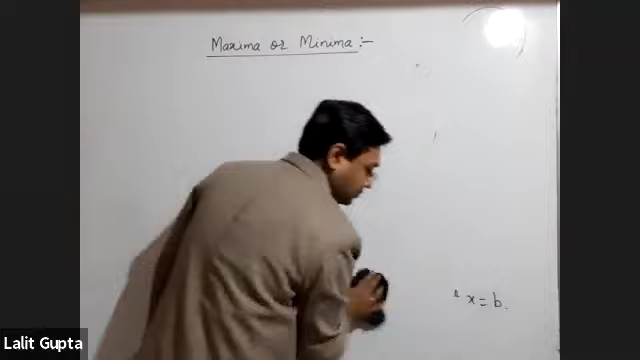 Maxima or Minima :-
x = b.
Lalit Gupta